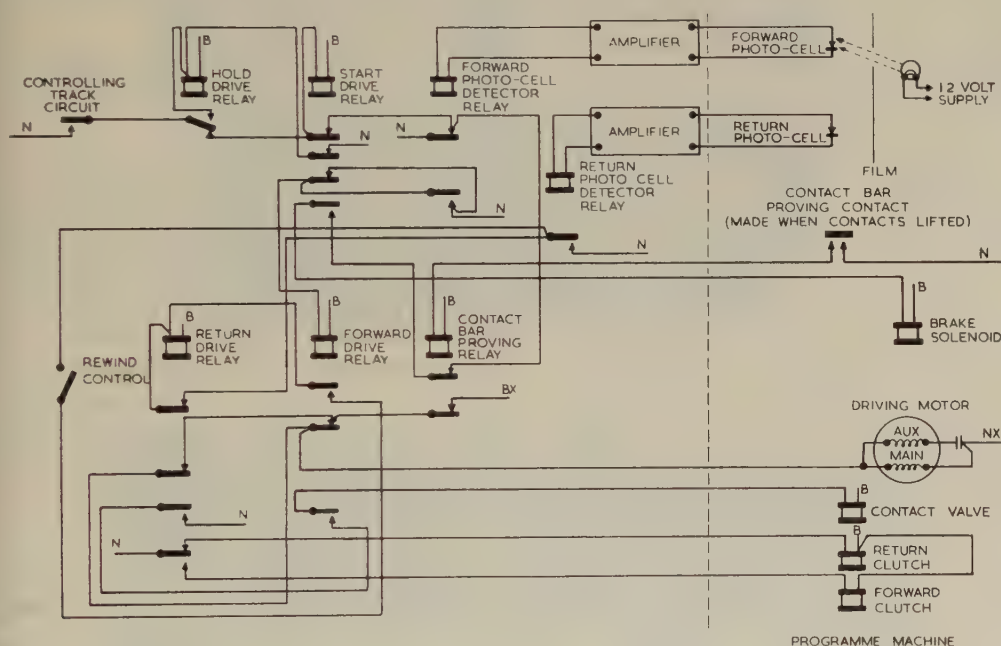 B
B
HOLD
DRIVE
RELAY
START
DRIVE
RELAY
FORWARD
PHOTO-CELL
DETECTOR
RELAY
AMPLIFIER
FORWARD
PHOTO-CELL
12 VOLT
SUPPLY
CONTROLLING
TRACK
CIRCUIT
N
N
AMPLIFIER
RETURN
PHOTO-CELL
RETURN
PHOTO CELL
DETECTOR
RELAY
FILM
N
CONTACT BAR
PROVING CONTACT
(MADE WHEN CONTACTS LIFTED)
N
N
B
B
B
RETURN
DRIVE
RELAY
FORWARD
DRIVE
RELAY
CONTACT
BAR
PROVING
RELAY
B
BRAKE
SOLENOID
REWIND
CONTROL
BX
DRIVING MOTOR
AUX
MAIN
NX
B
CONTACT VALVE
N
N
B
RETURN
CLUTCH
FORWARD
CLUTCH
PROGRAMME MACHINE